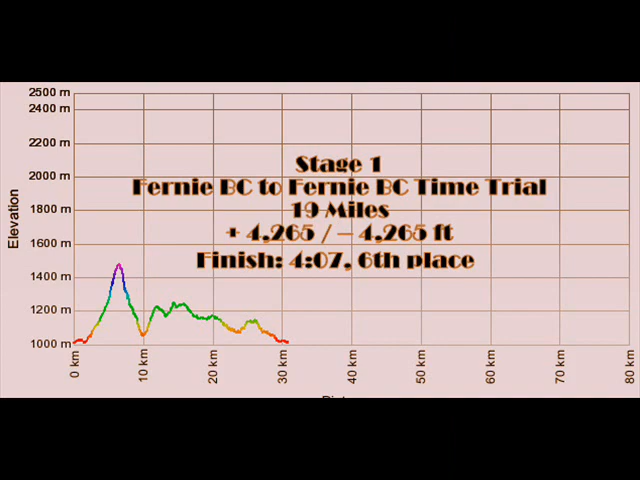 2500 m
2400 m
2200 m
2000 m
1800 m
1600 m
1400 m
1200 m
1000 m
Elevation
Stage 1
Fernie BC to Fernie BC Time Trial
19 Miles
+ 4,265 / – 4,265 ft
Finish: 4:07, 6th place
0 km
10 km
20 km
30 km
40 km
50 km
60 km
70 km
80 km